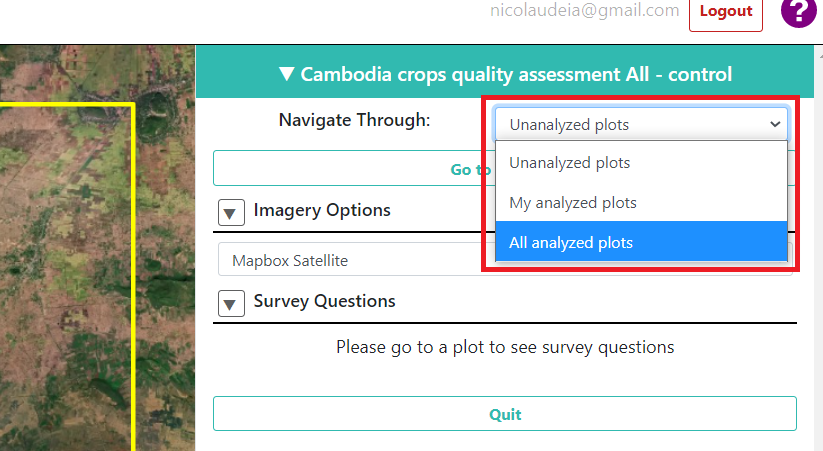 nicolaudeia@gmail.com Logout ?
▼ Cambodia crops quality assessment All - control
Navigate Through: Unanalyzed plots
Unanalyzed plots
Go to
My analyzed plots
▼ Imagery Options
All analyzed plots
Mapbox Satellite
▼ Survey Questions
Please go to a plot to see survey questions
Quit